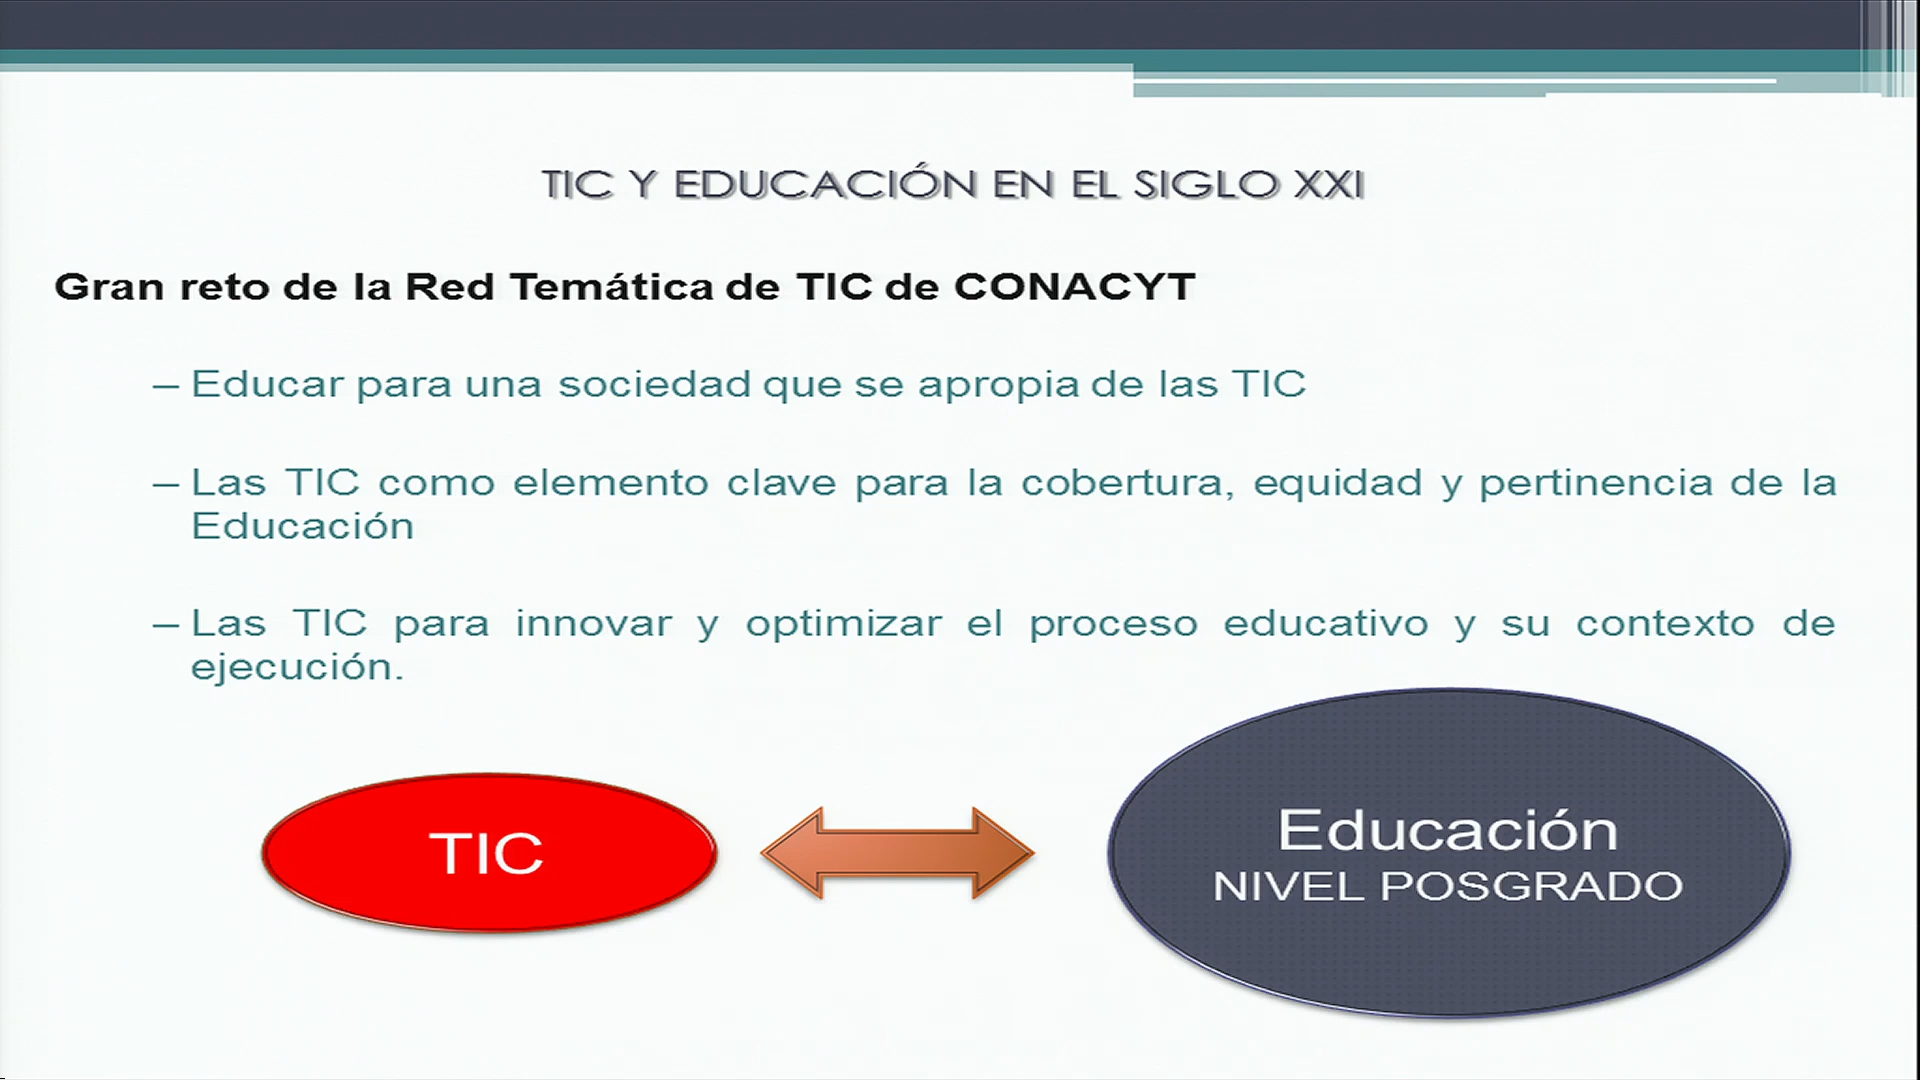 TIC Y EDUCACIÓN EN EL SIGLO XXI
Gran reto de la Red Temática de TIC de CONACYT
– Educar para una sociedad que se apropia de las TIC
– Las TIC como elemento clave para la cobertura, equidad y pertinencia de la
Educación
– Las TIC para innovar y optimizar el proceso educativo y su contexto de
ejecución.
TIC
Educación
NIVEL POSGRADO